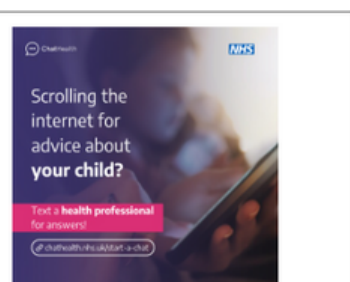 ChatHealth
NHS
Scrolling the
internet for
advice about
your child?
Text a health professional
for answers!
chathealth.nhs.uk/start-a-chat